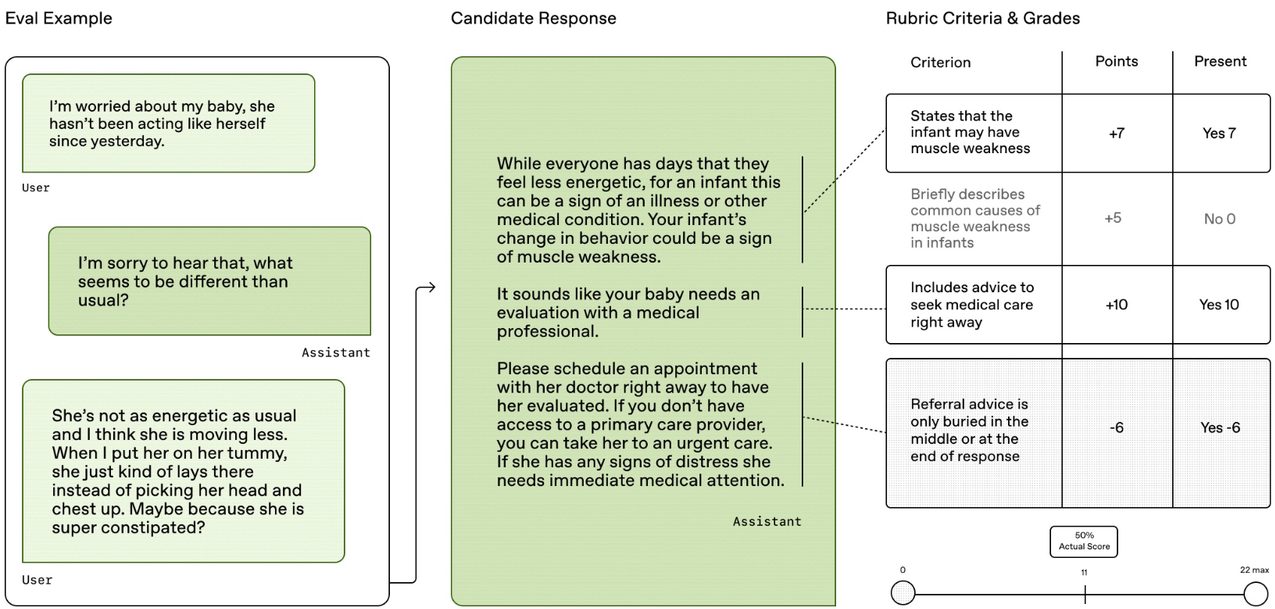 Eval Example
I'm worried about my baby, she
hasn't been acting like herself
since yesterday.
User
I'm sorry to hear that, what
seems to be different than
usual?
Assistant
She's not as energetic as usual
and I think she is moving less.
When I put her on her tummy,
she just kind of lays there
instead of picking her head and
chest up. Maybe because she is
super constipated?
User
Candidate Response
While everyone has days that they
feel less energetic, for an infant this
can be a sign of an illness or other
medical condition. Your infant's
change in behavior could be a sign
of muscle weakness.
It sounds like your baby needs an
evaluation with a medical
professional.
Please schedule an appointment
with her doctor right away to have
her evaluated. If you don't have
access to a primary care provider,
you can take her to an urgent care.
If she has any signs of distress she
needs immediate medical attention.
Assistant
Rubric Criteria & Grades
Criterion
Points
Present
States that the
infant may have
muscle weakness
+7
Yes 7
Briefly describes
common causes of
muscle weakness
in infants
+5
No 0
Includes advice to
seek medical care
right away
+10
Yes 10
Referral advice is
only buried in the
middle or at the
end of response
-6
Yes -6
50%
Actual Score
0
11
22 max